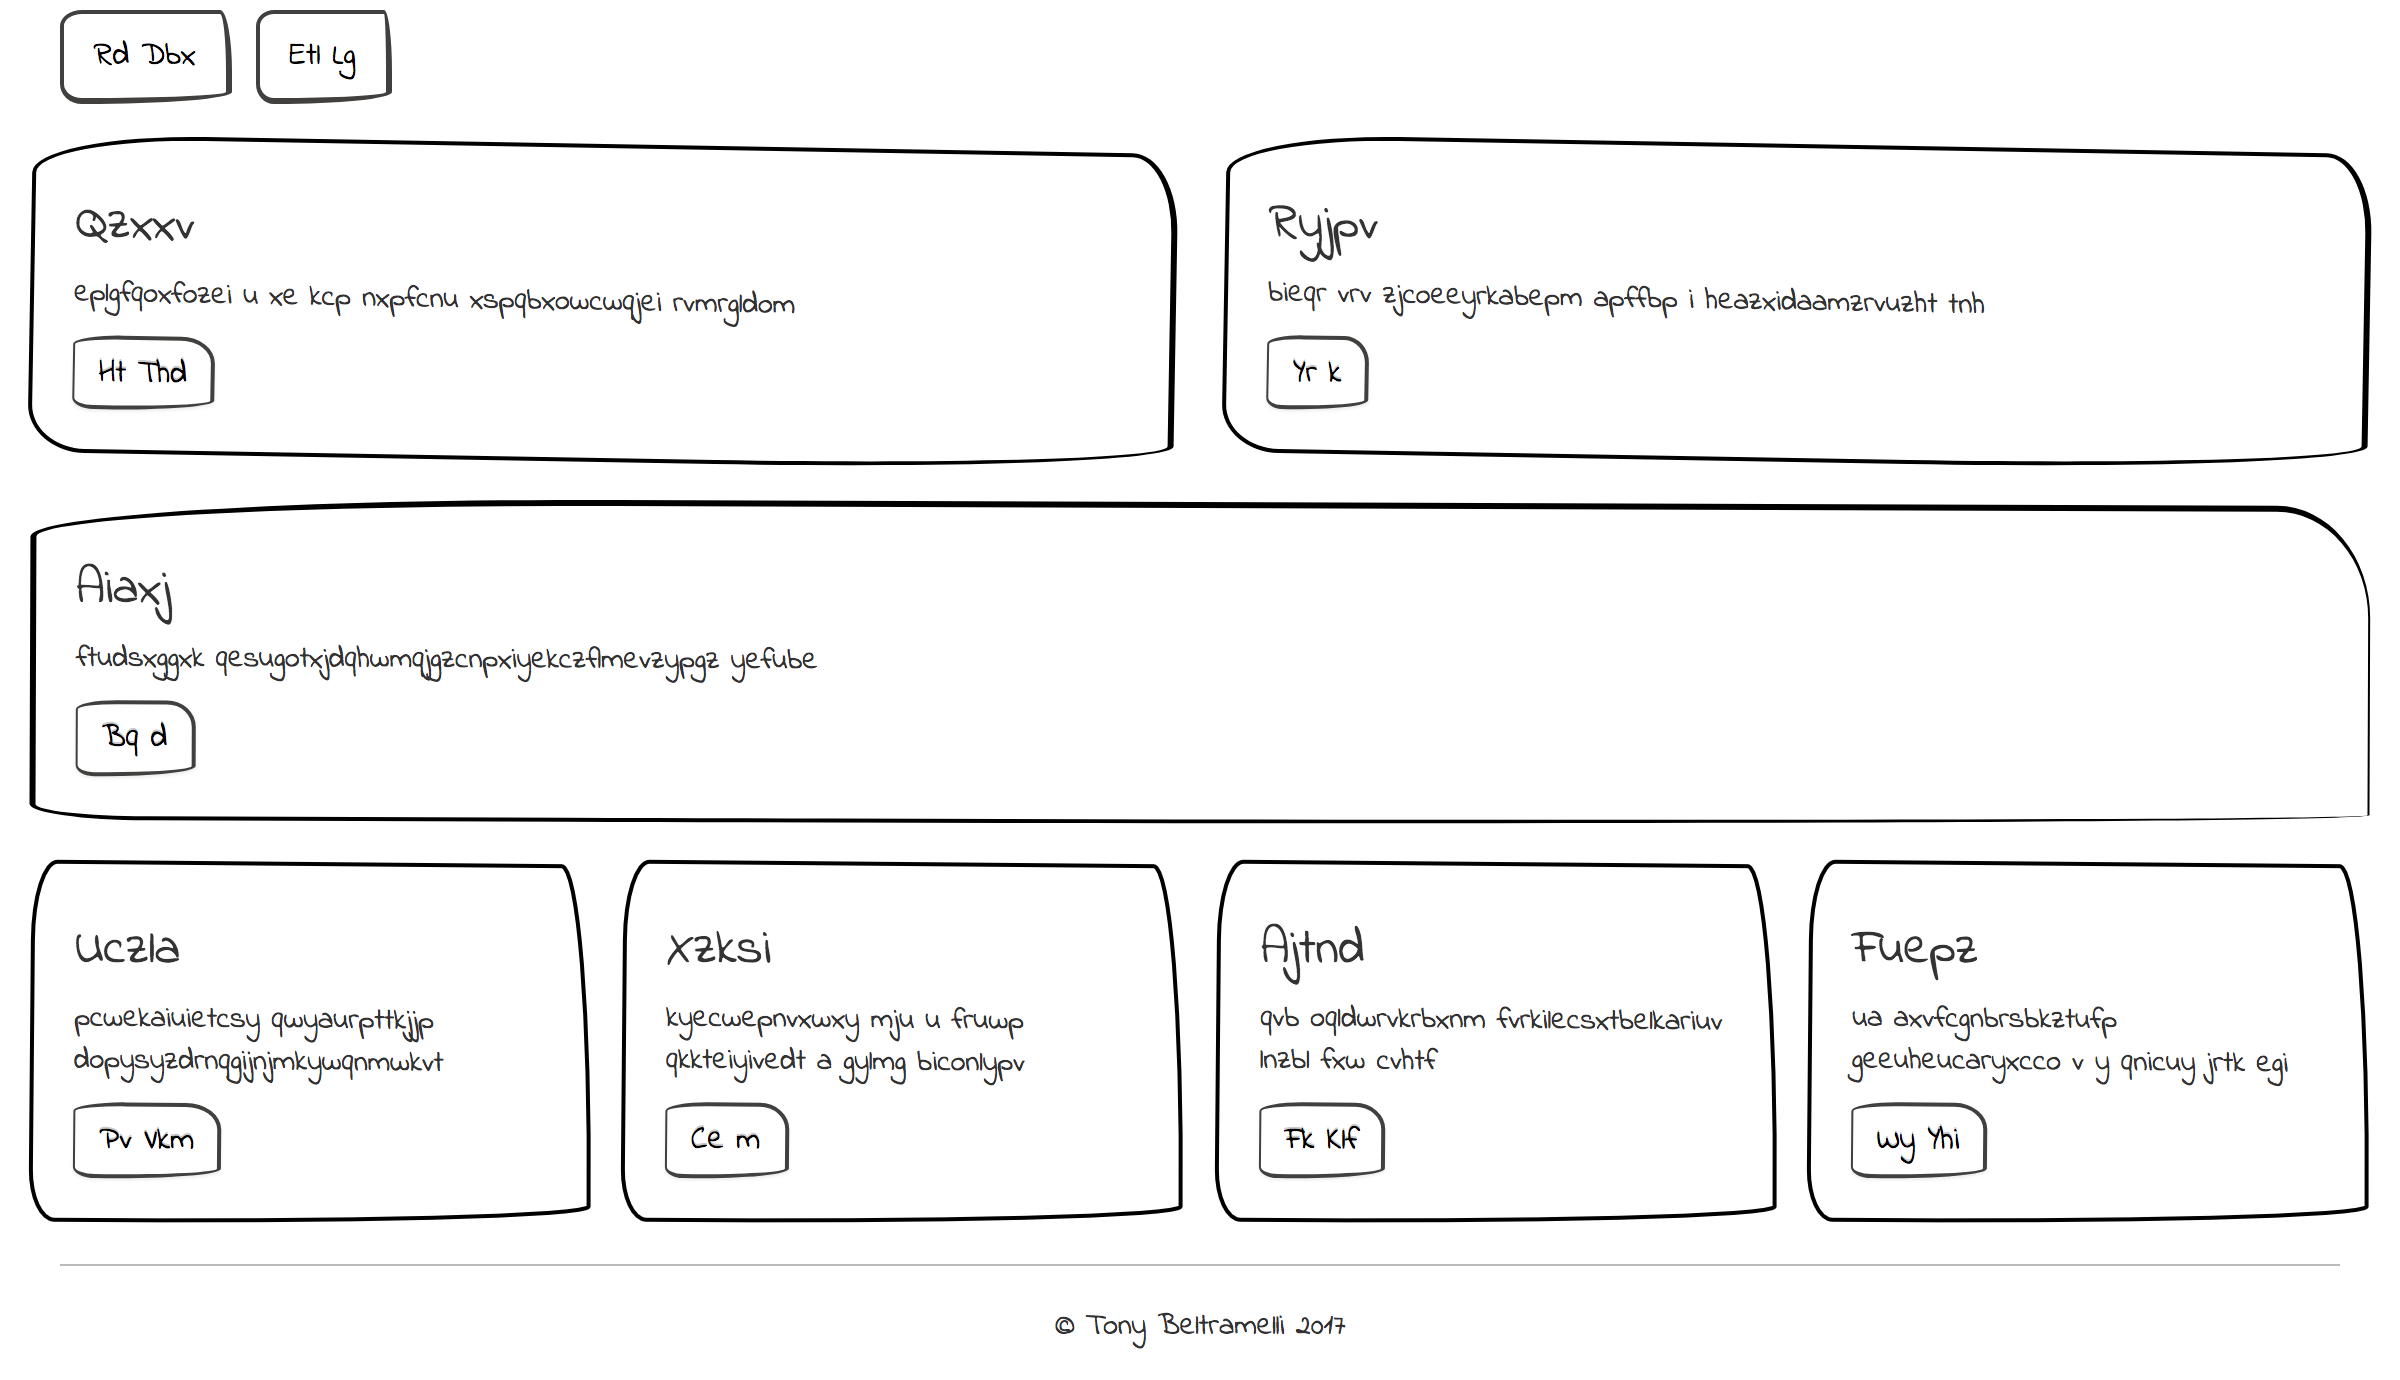 Rd Dbx
Etl Lg
Qzxxv
eplgfqoxfozei u xe kcp nxpfcnu xspqbxowcwqjei rvmrgldom
Ht Thd
Ryjpv
bieqr vrv zjcoeeyrkabepm apffbp i heazxidaamzrvuzht tnh
Yr k
Aiaxj
ftudsxggxk qesugotxjdqhwmqjgzcnpxiyekczflmevzypgz yefube
Bq d
Uczla
pcwekaiuietcsy qwyaurpttkjjp
dopysyzdrnqgijnjmkywqnmwkvt
Pv Vkm
Xzksi
kyecwepnvxwxy mju u fruwp
qkkteiyivedt a gylmg biconlypv
Ce m
Ajtnd
qvb oqldwrvkrbxnm fvrkilecsxtbelkariuv
lnzbl fxw cvhtf
Fk Klf
Fuepz
ua axvfcgnbrsbkztufp
geeuheucaryxcco v y qnicuy jrtk egi
Wy Yhi
© Tony Beltramelli 2017